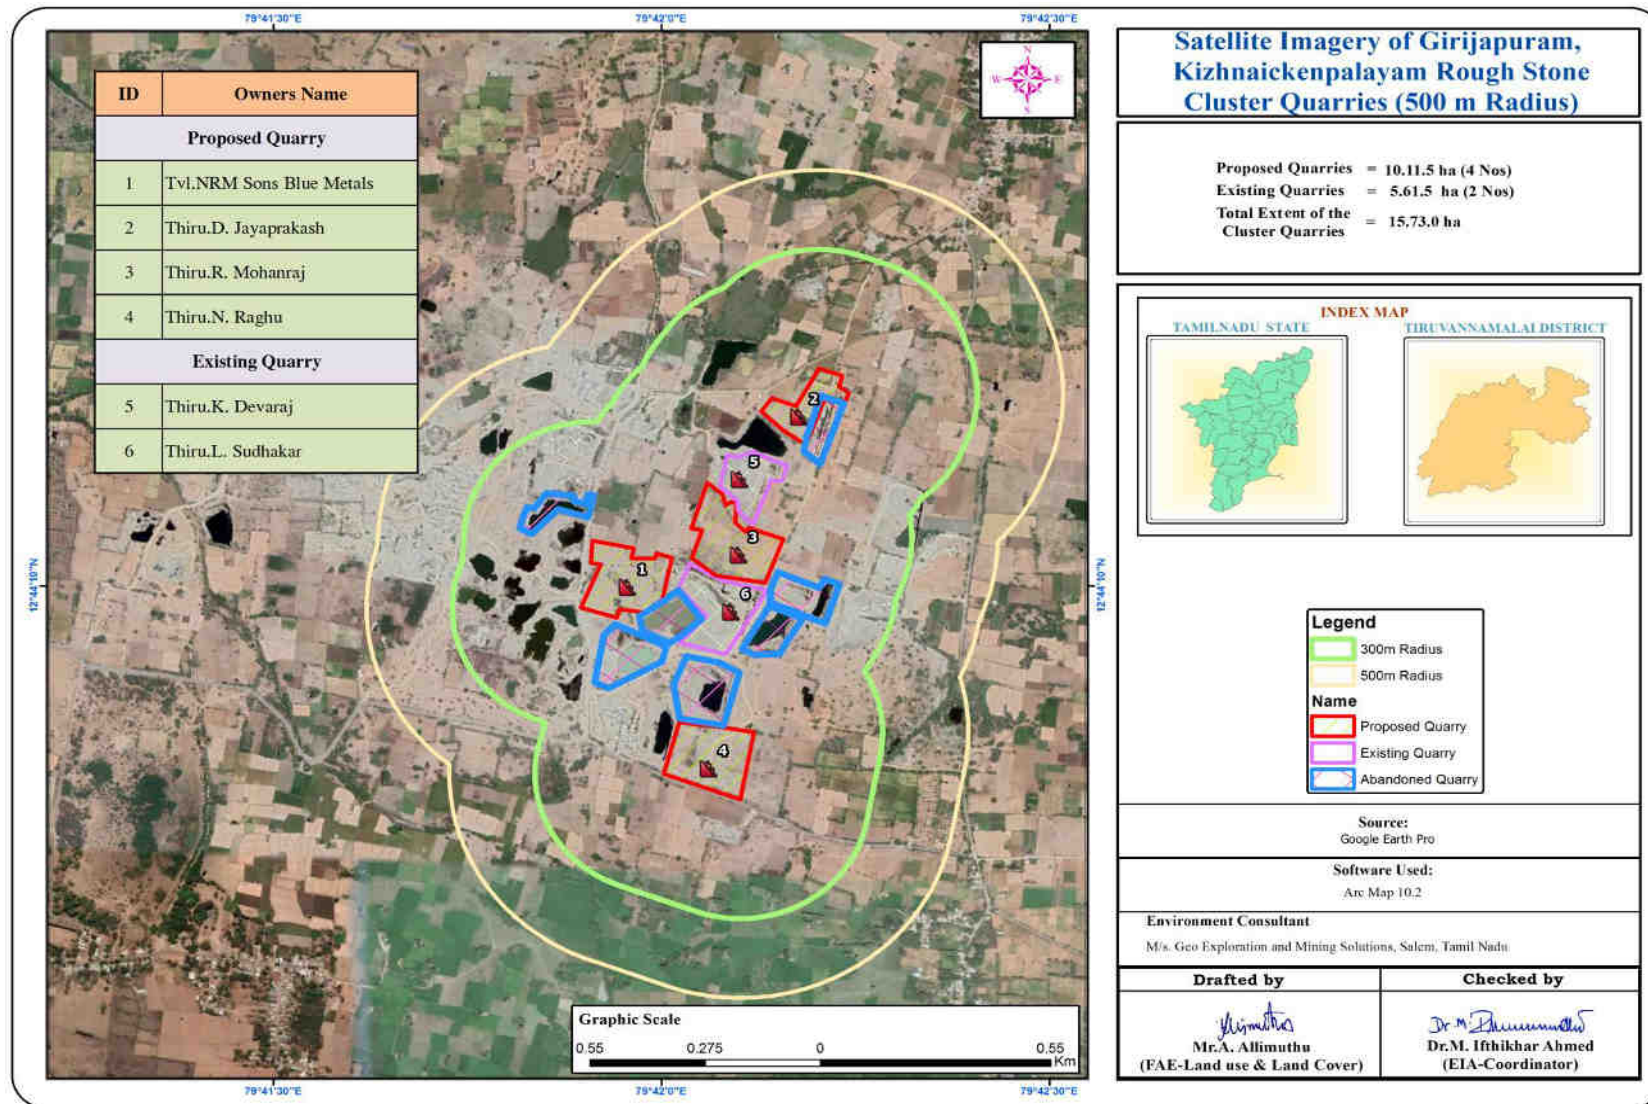 79°41'30"E
79°42'0"E
79°42'30"E
N
W
E
S
ID Owners Name
Proposed Quarry
1 Tvl.NRM Sons Blue Metals
2 Thiru.D. Jayaprakash
3 Thiru.R. Mohanraj
4 Thiru.N. Raghu
Existing Quarry
5 Thiru.K. Devaraj
6 Thiru.L. Sudhakar
2
5
3
1
6
4
12°44'10"N
12°44'10"N
Graphic Scale
0.55 0.275 0 0.55
Km
79°41'30"E
79°42'0"E
79°42'30"E
Satellite Imagery of Girijapuram,
Kizhnaickenpalayam Rough Stone
Cluster Quarries (500 m Radius)
Proposed Quarries = 10.11.5 ha (4 Nos)
Existing Quarries = 5.61.5 ha (2 Nos)
Total Extent of the
Cluster Quarries = 15.73.0 ha
INDEX MAP
TAMILNADU STATE
TIRUVANNAMALAI DISTRICT
Legend
300m Radius
500m Radius
Name
Proposed Quarry
Existing Quarry
Abandoned Quarry
Source:
Google Earth Pro
Software Used:
Arc Map 10.2
Environment Consultant
M/s. Geo Exploration and Mining Solutions, Salem, Tamil Nadu
Drafted by
Mr.A. Allimuthu
(FAE-Land use & Land Cover)
Checked by
Dr.M. Ifthikhar Ahmed
(EIA-Coordinator)